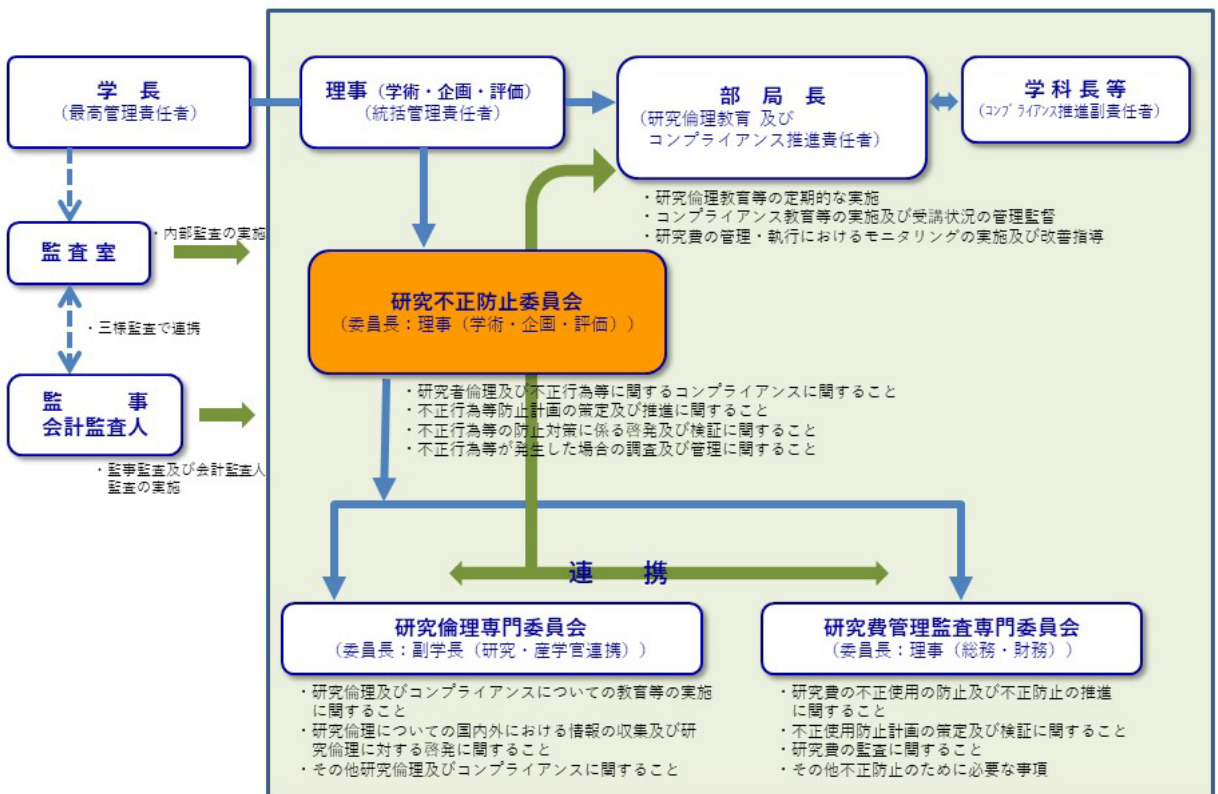 学　長
（最高管理責任者）
理事（学術・企画・評価）
（統括管理責任者）
部　局　長
（研究倫理教育 及び
コンプライアンス推進責任者）
学 科 長 等
（コンプライアンス推進副責任者）
・研究倫理教育等の定期的な実施
・コンプライアンス教育等の実施及び受講状況の管理監督
・研究費の管理・執行におけるモニタリングの実施及び改善指導
監 査 室
・内部監査の実施
・三様監査で連携
監　　　事
会計監査人
・監事監査及び会計監査人
監査の実施
研究不正防止委員会
（委員長：理事（学術・企画・評価））
・研究者倫理及び不正行為等に関するコンプライアンスに関すること
・不正行為等防止計画の策定及び推進に関すること
・不正行為等の防止対策に係る啓発及び検証に関すること
・不正行為等が発生した場合の調査及び管理に関すること
連　　携
研究倫理専門委員会
（委員長：副学長（研究・産学官連携））
・研究倫理及びコンプライアンスについての教育等の実施
に関すること
・研究倫理についての国内外における情報の収集及び研
究倫理に対する啓発に関すること
・その他研究倫理及びコンプライアンスに関すること
研究費管理監査専門委員会
（委員長：理事（総務・財務））
・研究費の不正使用の防止及び不正防止の推進
に関すること
・不正使用防止計画の策定及び検証に関すること
・研究費の監査に関すること
・その他不正防止のために必要な事項